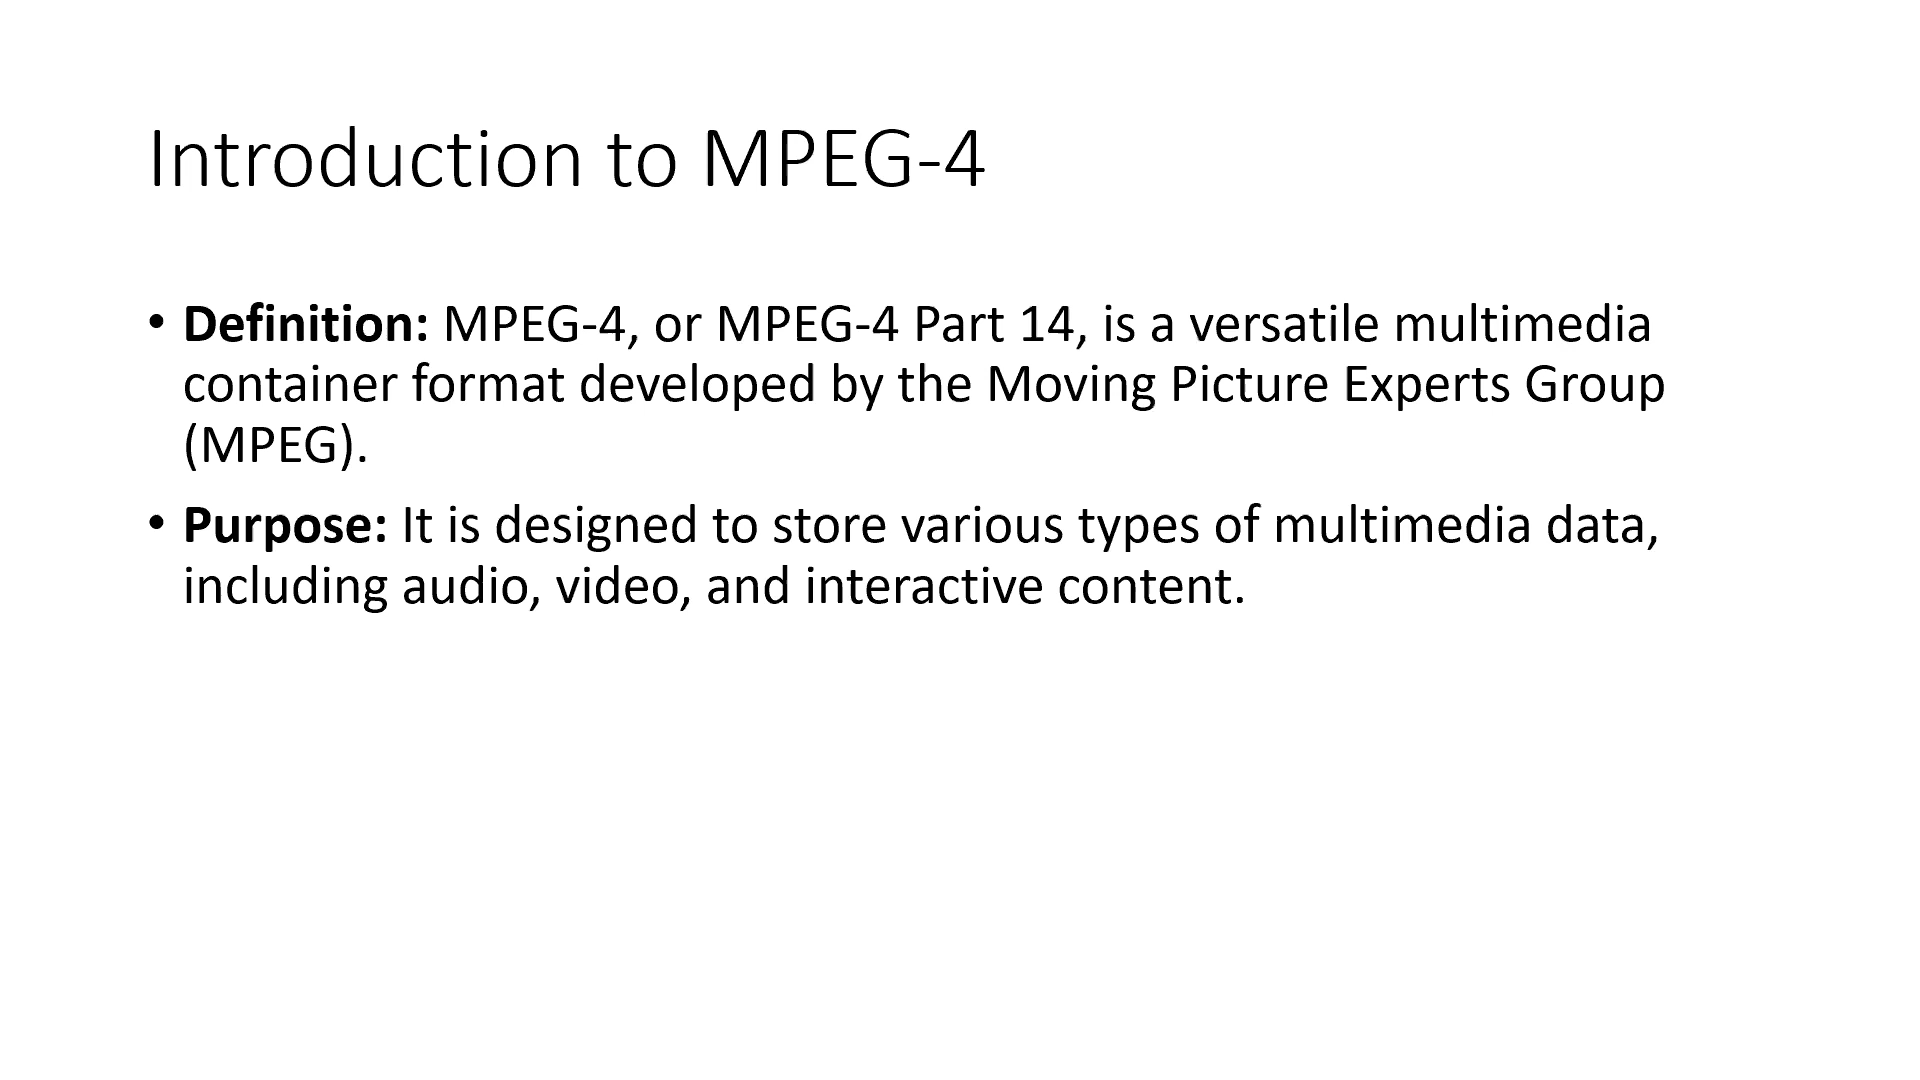 Introduction to MPEG-4
• Definition: MPEG-4, or MPEG-4 Part 14, is a versatile multimedia
container format developed by the Moving Picture Experts Group
(MPEG).
• Purpose: It is designed to store various types of multimedia data,
including audio, video, and interactive content.